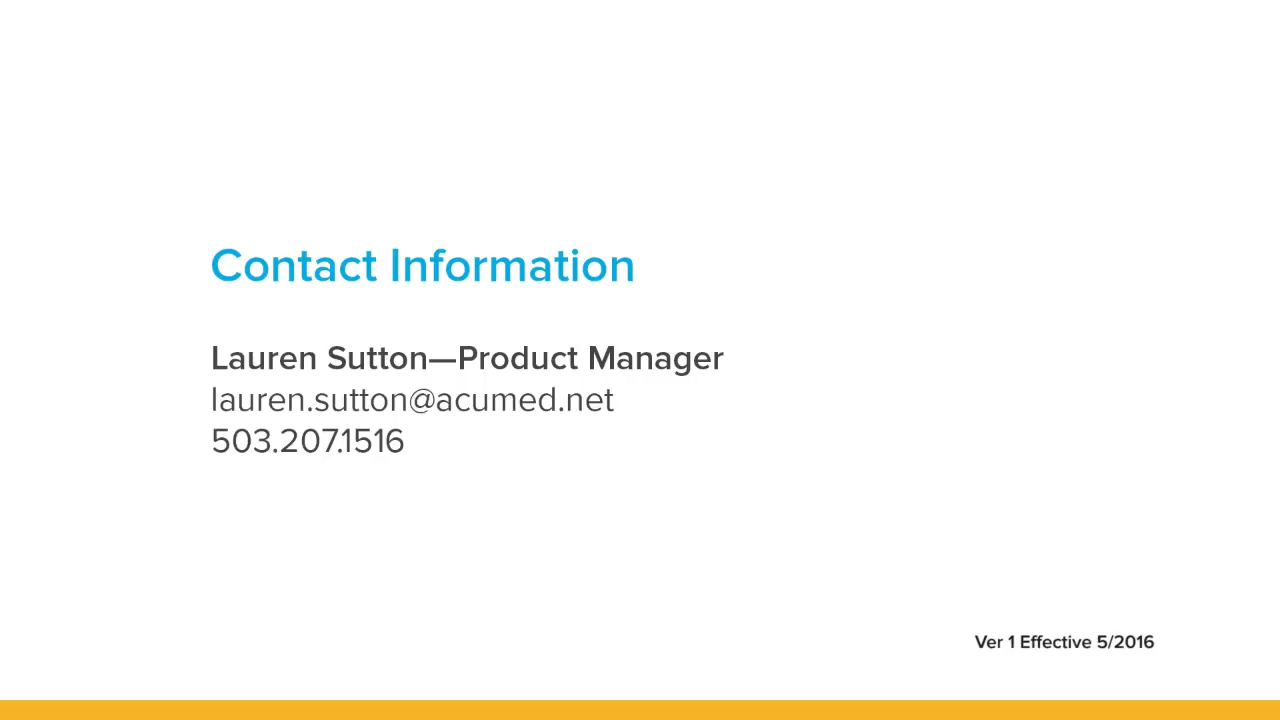 Contact Information
Lauren Sutton—Product Manager
lauren.sutton@acumed.net
503.207.1516
Ver 1 Effective 5/2016